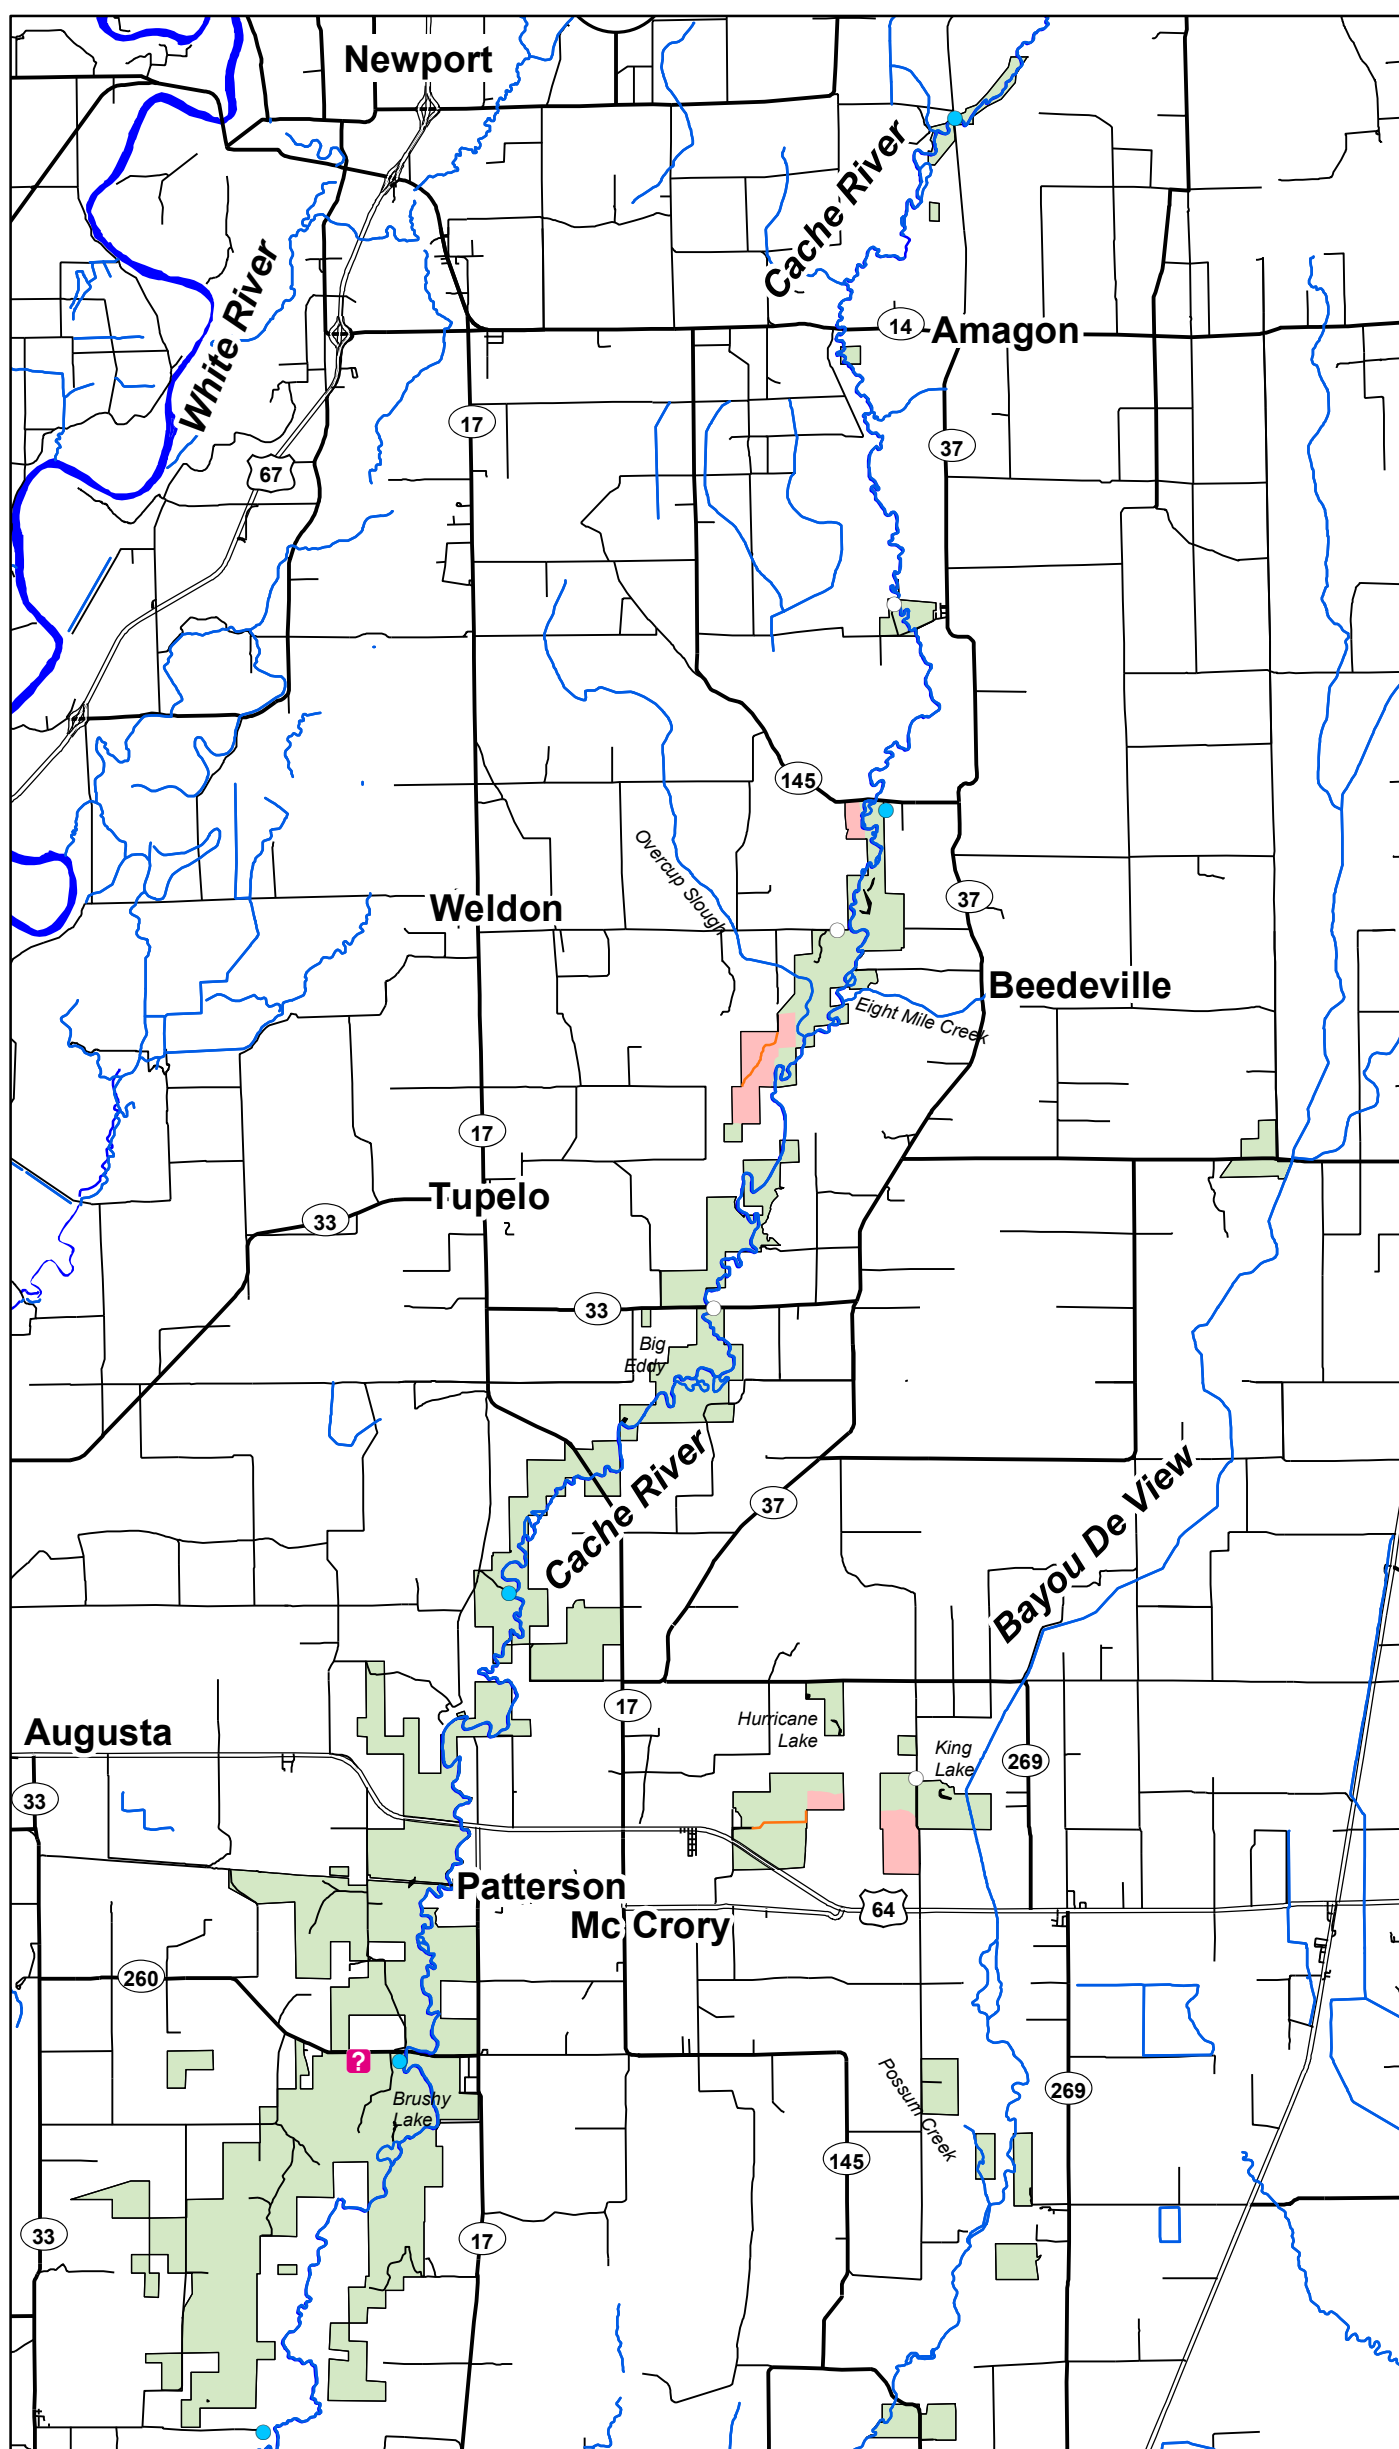 Newport
Cache River
White River
14
Amagon
17
37
67
145
Overcup Slough
37
Weldon
Beedeville
Eight Mile Creek
17
Tupelo
33
33
Big
Eddy
Cache River
37
Bayou De View
17
Hurricane
Lake
Augusta
King
Lake
269
33
Patterson
64
Mc Crory
260
?
Possum Creek
269
Brushy
Lake
145
33
17